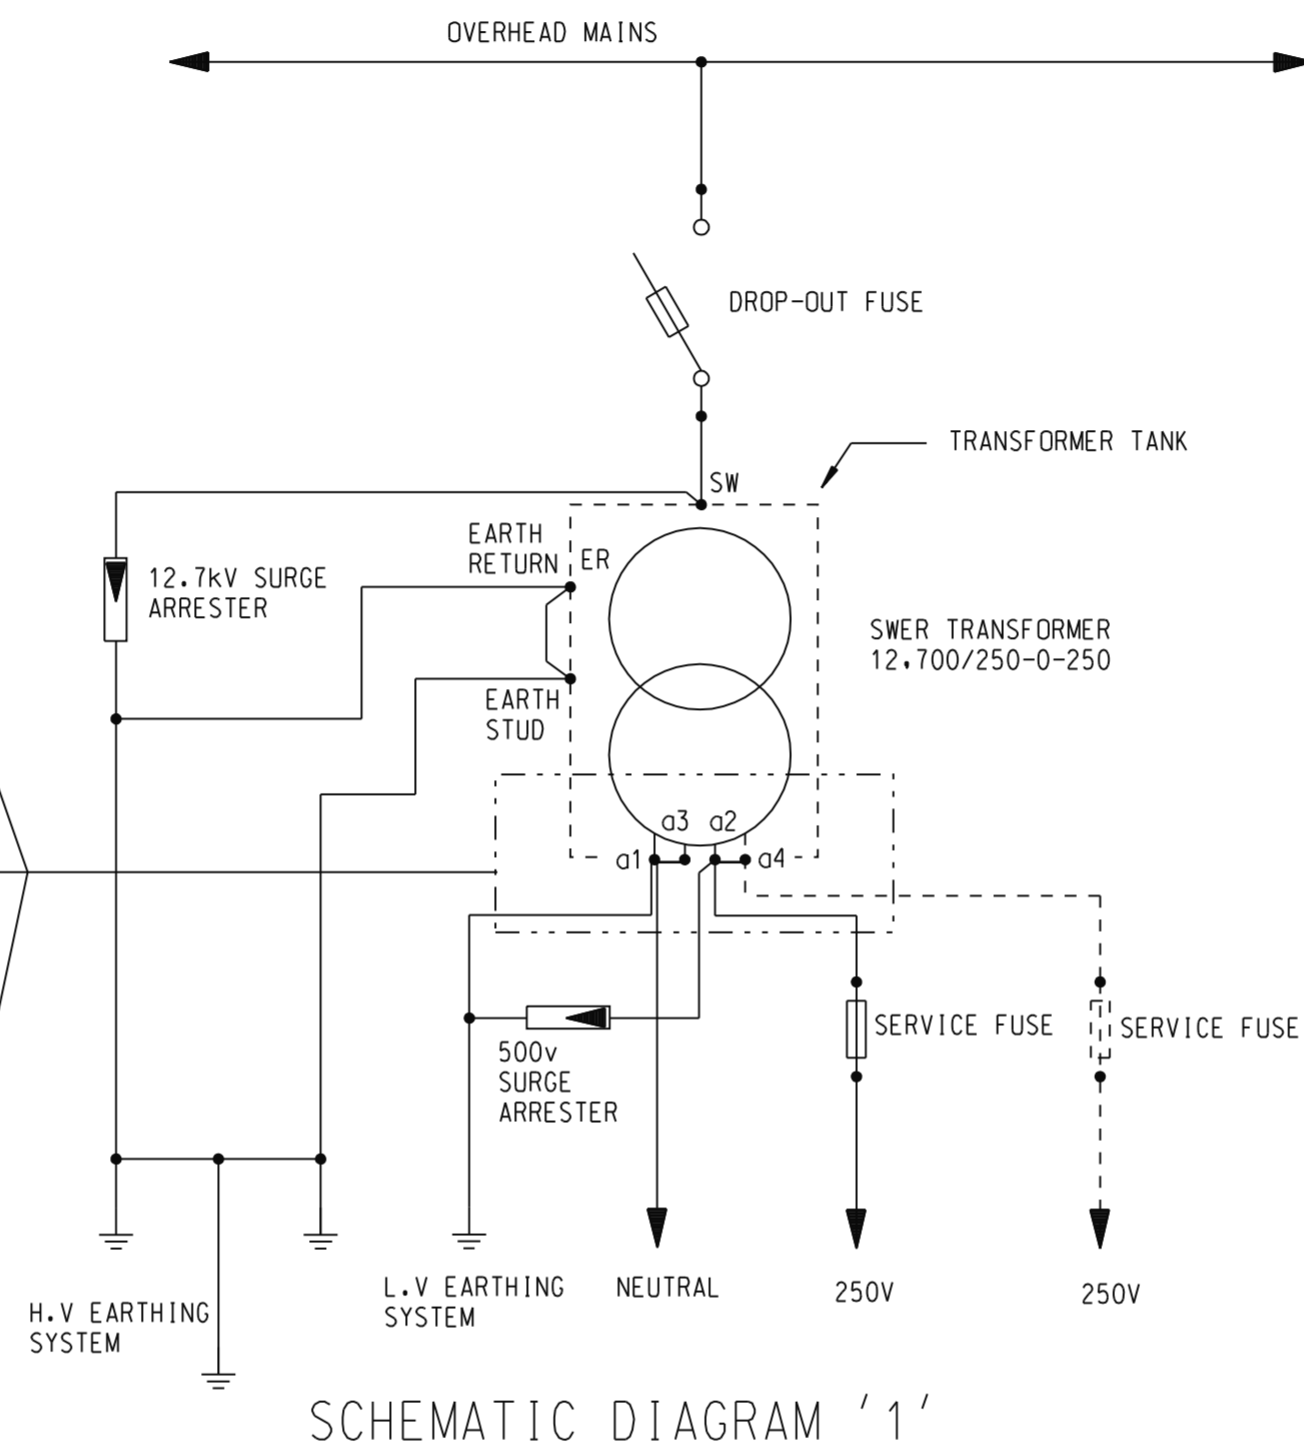 OVERHEAD MAINS
DROP-OUT FUSE
TRANSFORMER TANK
SW
EARTH
RETURN
ER
12.7kV SURGE
ARRESTER
SWER TRANSFORMER
12,700/250-0-250
EARTH
STUD
a3 a2
a1
a4
SERVICE FUSE
SERVICE FUSE
500v
SURGE
ARRESTER
L.V EARTHING
SYSTEM
NEUTRAL
250V
250V
H.V EARTHING
SYSTEM
SCHEMATIC DIAGRAM '1'